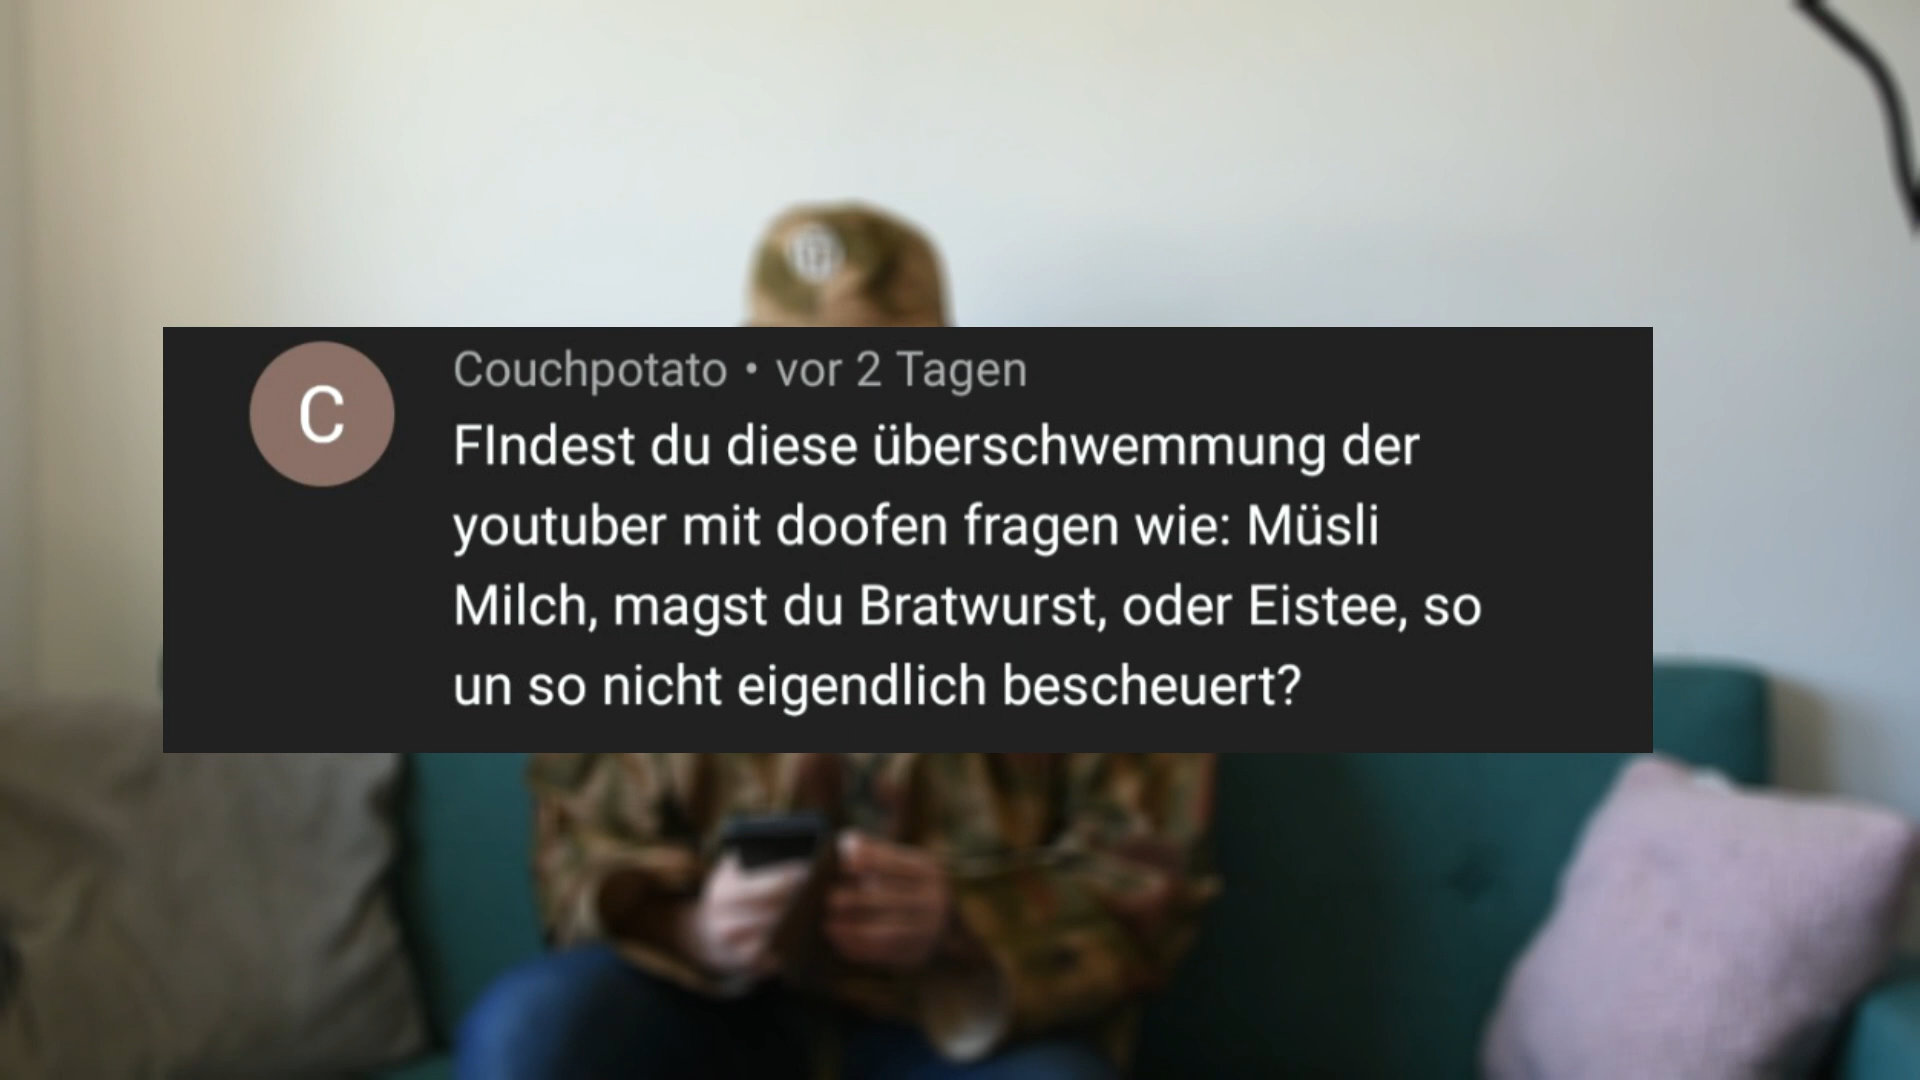 C
Couchpotato • vor 2 Tagen
FIndest du diese überschwemmung der
youtuber mit doofen fragen wie: Müsli
Milch, magst du Bratwurst, oder Eistee, so
un so nicht eigendlich bescheuert?